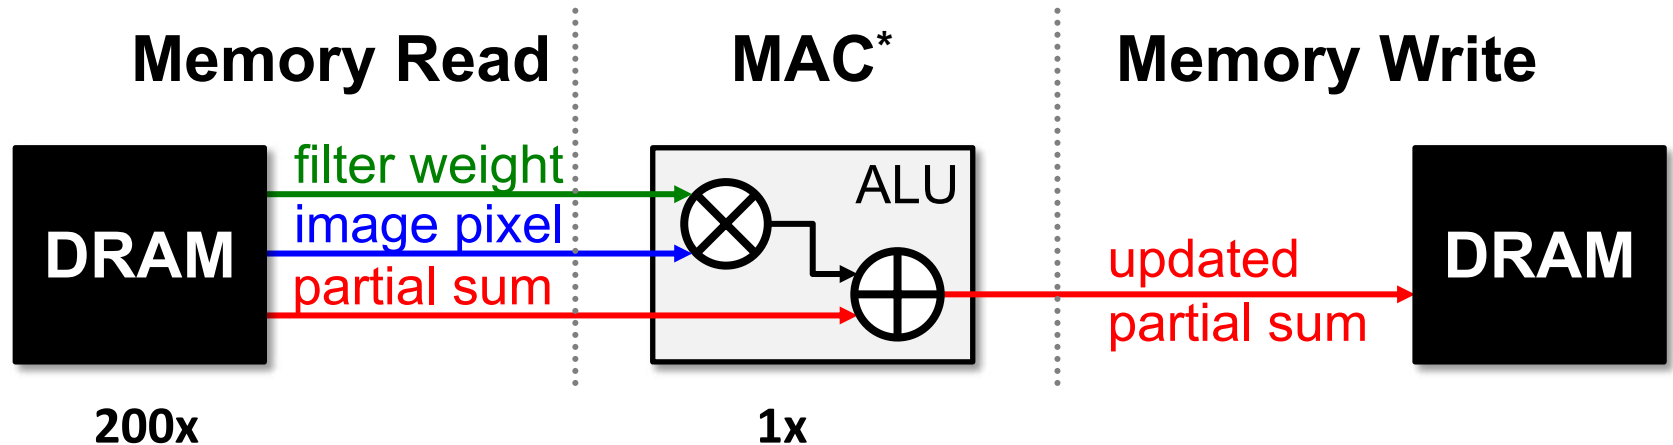 Memory Read
MAC*
Memory Write
DRAM
filter weight
image pixel
partial sum
ALU
updated
partial sum
DRAM
200x
1x